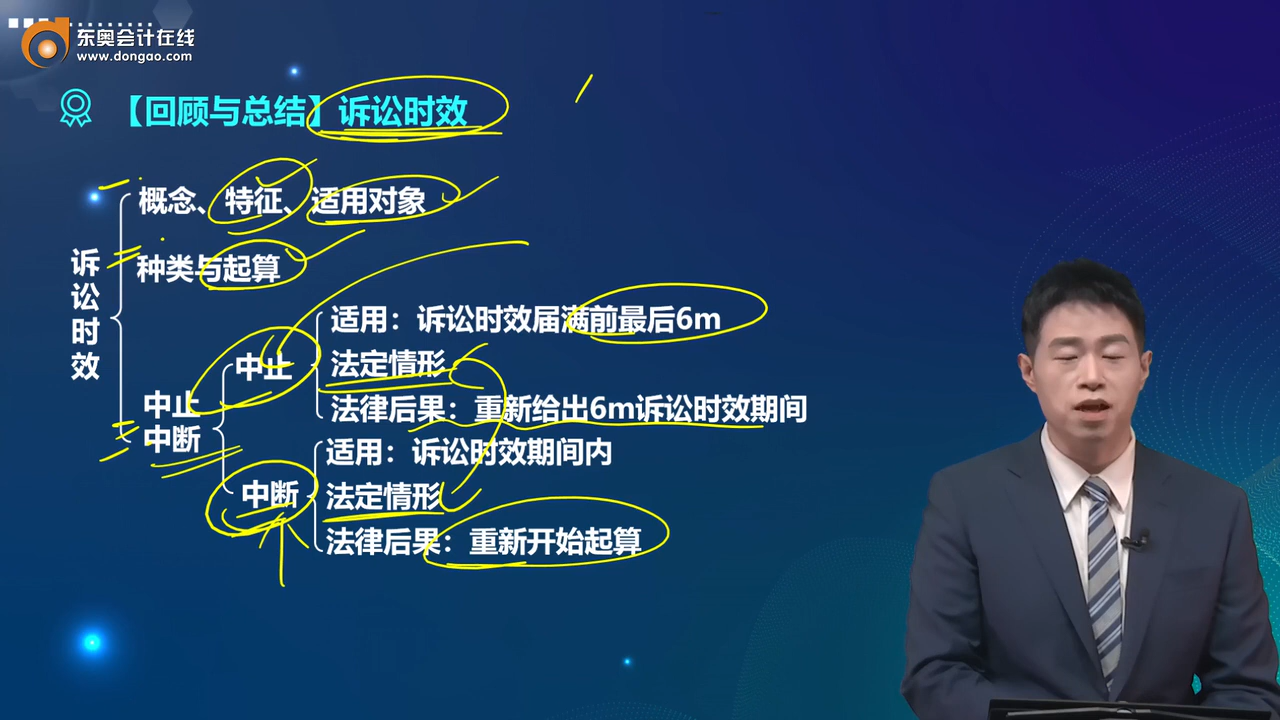 东奥会计在线
www.dongao.com
【回顾与总结】诉讼时效
诉讼时效
概念、特征、适用对象
种类与起算
中止
中断
中止
适用：诉讼时效届满前最后6m
法定情形
法律后果：重新给出6m诉讼时效期间
中断
适用：诉讼时效期间内
法定情形
法律后果：重新开始起算